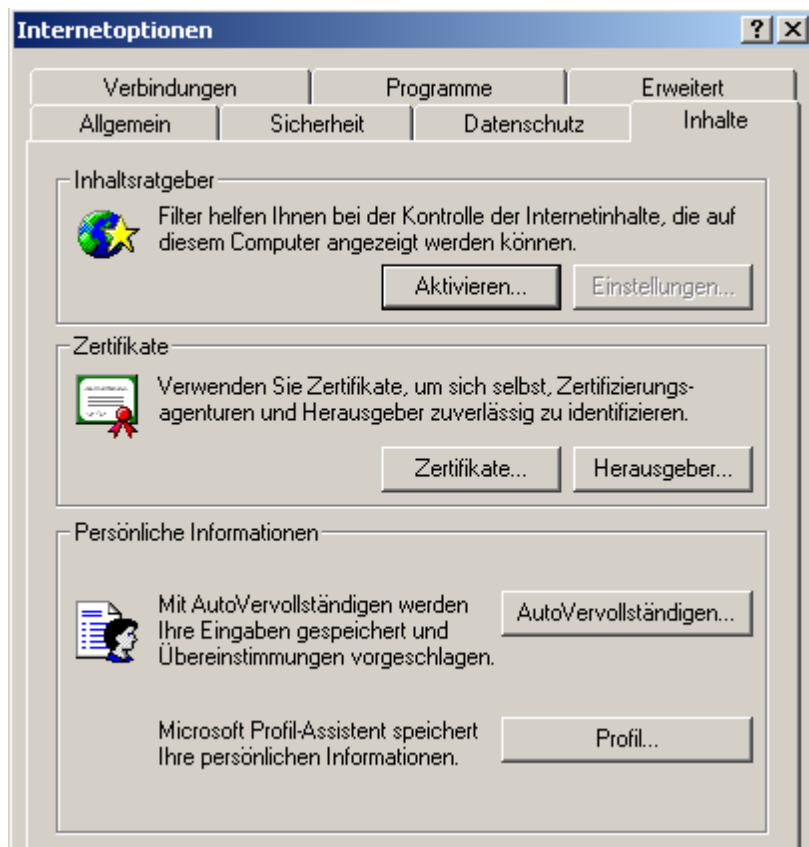 Internetoptionen
Verbindungen
Programme
Erweitert
Allgemein
Sicherheit
Datenschutz
Inhalte
Inhaltsratgeber
Filter helfen Ihnen bei der Kontrolle der Internetinhalte, die auf
diesem Computer angezeigt werden können.
Aktivieren...
Einstellungen...
Zertifikate
Verwenden Sie Zertifikate, um sich selbst, Zertifizierungs-
agenturen und Herausgeber zuverlässig zu identifizieren.
Zertifikate...
Herausgeber...
Persönliche Informationen
Mit AutoVervollständigen werden
Ihre Eingaben gespeichert und
Übereinstimmungen vorgeschlagen.
AutoVervollständigen...
Microsoft Profil-Assistent speichert
Ihre persönlichen Informationen.
Profil...